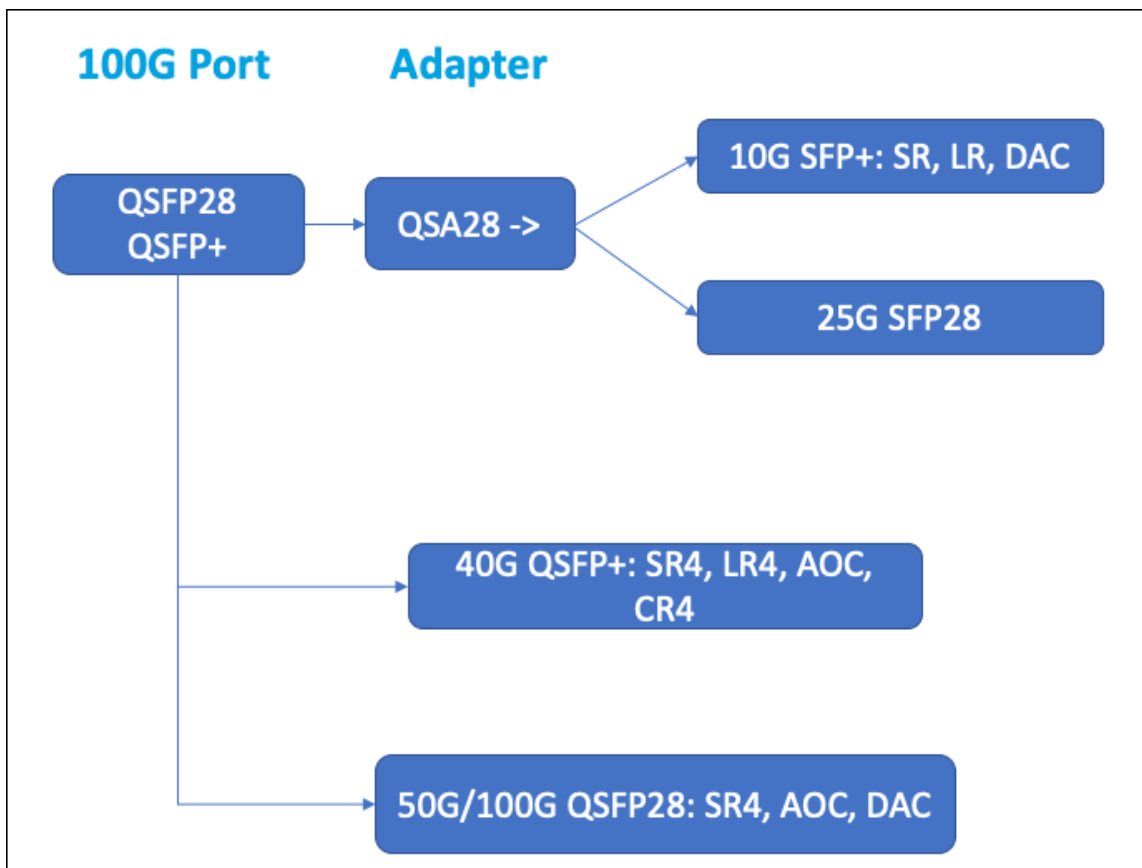 100G Port
Adapter
10G SFP+: SR, LR, DAC
QSFP28
QSFP+
QSA28 ->
25G SFP28
40G QSFP+: SR4, LR4, AOC,
CR4
50G/100G QSFP28: SR4, AOC, DAC